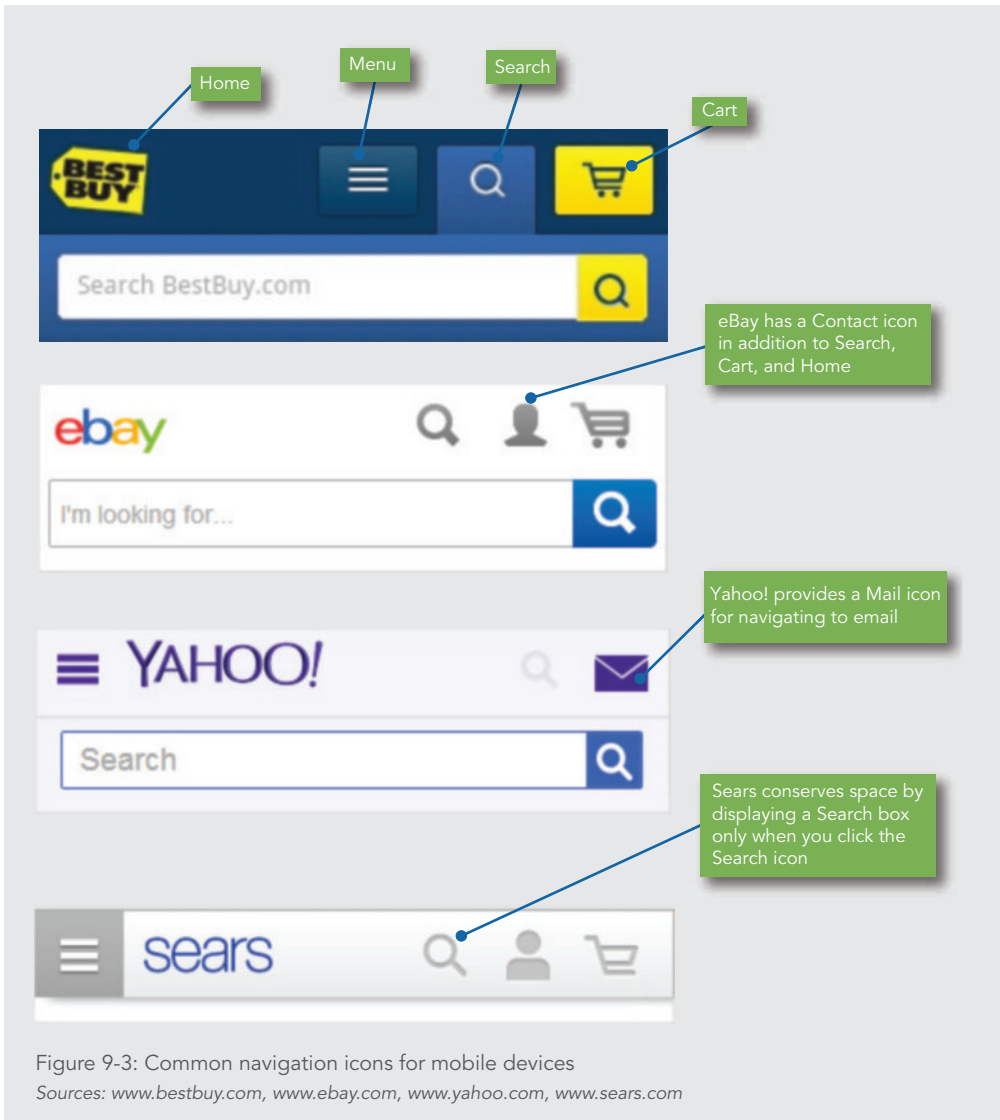 Home
Menu
Search
Cart
BEST
BUY
Search BestBuy.com
eBay has a Contact icon
in addition to Search,
Cart, and Home
ebay
I'm looking for...
Yahoo! provides a Mail icon
for navigating to email
YAHOO!
Search
Sears conserves space by
displaying a Search box
only when you click the
Search icon
sears
Figure 9-3: Common navigation icons for mobile devices
Sources: www.bestbuy.com, www.ebay.com, www.yahoo.com, www.sears.com